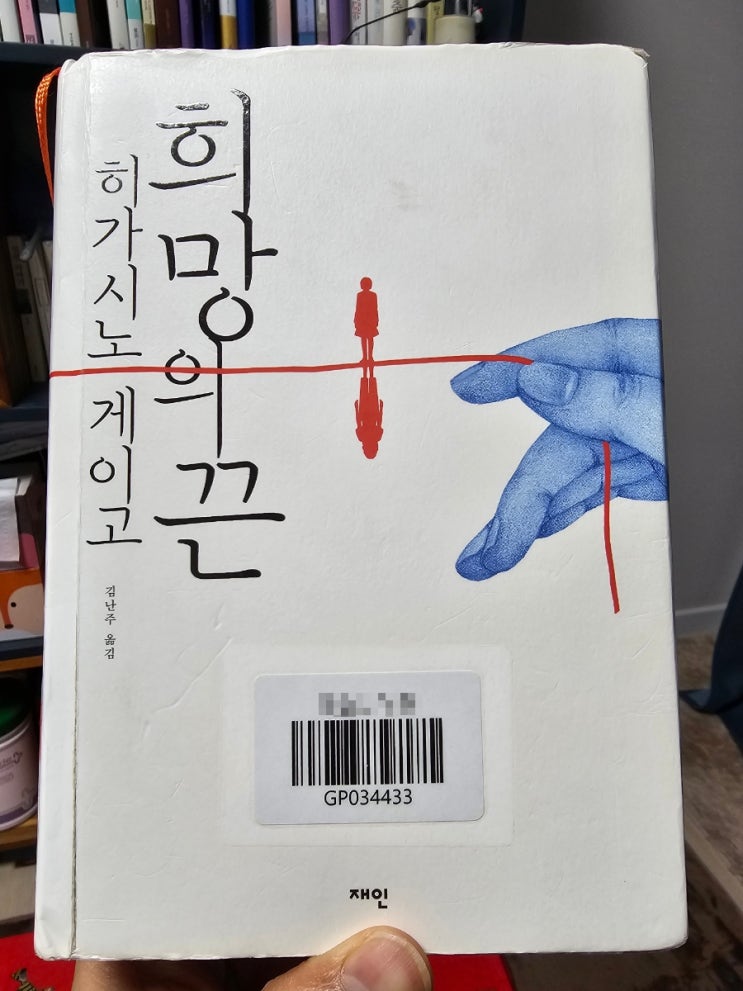 희망의 끈
히가시노 게이고
김난주 옮김
GP034433
재인